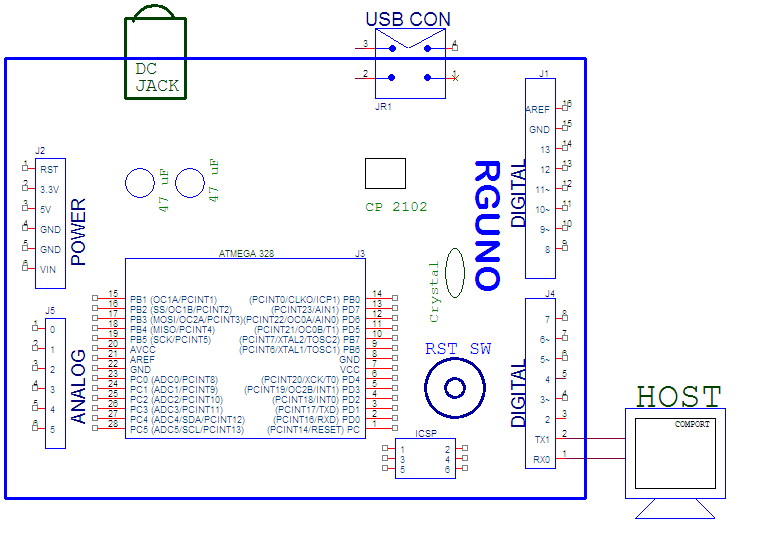 USB CON
3
4
2
1
JR1
DC
JACK
J1
AREF 16
GND 15
13 14
12 13
11~ 12
10~ 11
9~ 10
8 9
DIGITAL
J2
1 RST
2 3.3V
3 5V
4 GND
5 GND
6 VIN
POWER
47 uF
47 uF
CP 2102
RGUNO
Crystal
ATMEGA 328
J3
15 PB1 (OC1A/PCINT1) (PCINT0/CLKO/ICP1) PB0 14
16 PB2 (SS/OC1B/PCINT2) (PCINT23/AIN1) PD7 13
17 PB3 (MOSI/OC2A/PCINT3) (PCINT22/OC0A/AIN0) PD6 12
18 PB4 (MISO/PCINT4) (PCINT21/OC0B/T1) PD5 11
19 PB5 (SCK/PCINT5) (PCINT7/XTAL2/TOSC2) PB7 10
20 AVCC (PCINT6/XTAL1/TOSC1) PB6 9
21 AREF GND 8
22 GND VCC 7
23 PC0 (ADC0/PCINT8) (PCINT20/XCK/T0) PD4 6
24 PC1 (ADC1/PCINT9) (PCINT19/OC2B/INT1) PD3 5
25 PC2 (ADC2/PCINT10) (PCINT18/INT0) PD2 4
26 PC3 (ADC3/PCINT11) (PCINT17/TXD) PD1 3
27 PC4 (ADC4/SDA/PCINT12) (PCINT16/RXD) PD0 2
28 PC5 (ADC5/SCL/PCINT13) (PCINT14/RESET) PC 1
J5
1 0
2 1
3 2
4 3
5 4
6 5
ANALOG
RST SW
ICSP
1 2
3 4
5 6
J4
7 8
6~ 7
5~ 6
4 5
3~ 4
2 3
TX1 2
RX0 1
DIGITAL
HOST
COMPORT